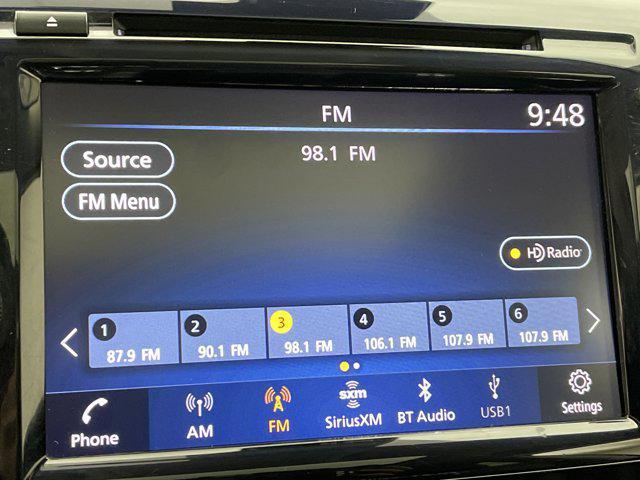 FM
9:48
Source
98.1 FM
FM Menu
HD Radio
1 2 3 4 5 6
87.9 FM 90.1 FM 98.1 FM 106.1 FM 107.9 FM 107.9 FM
Phone
AM
FM
sxm
SiriusXM
BT Audio
USB1
Settings